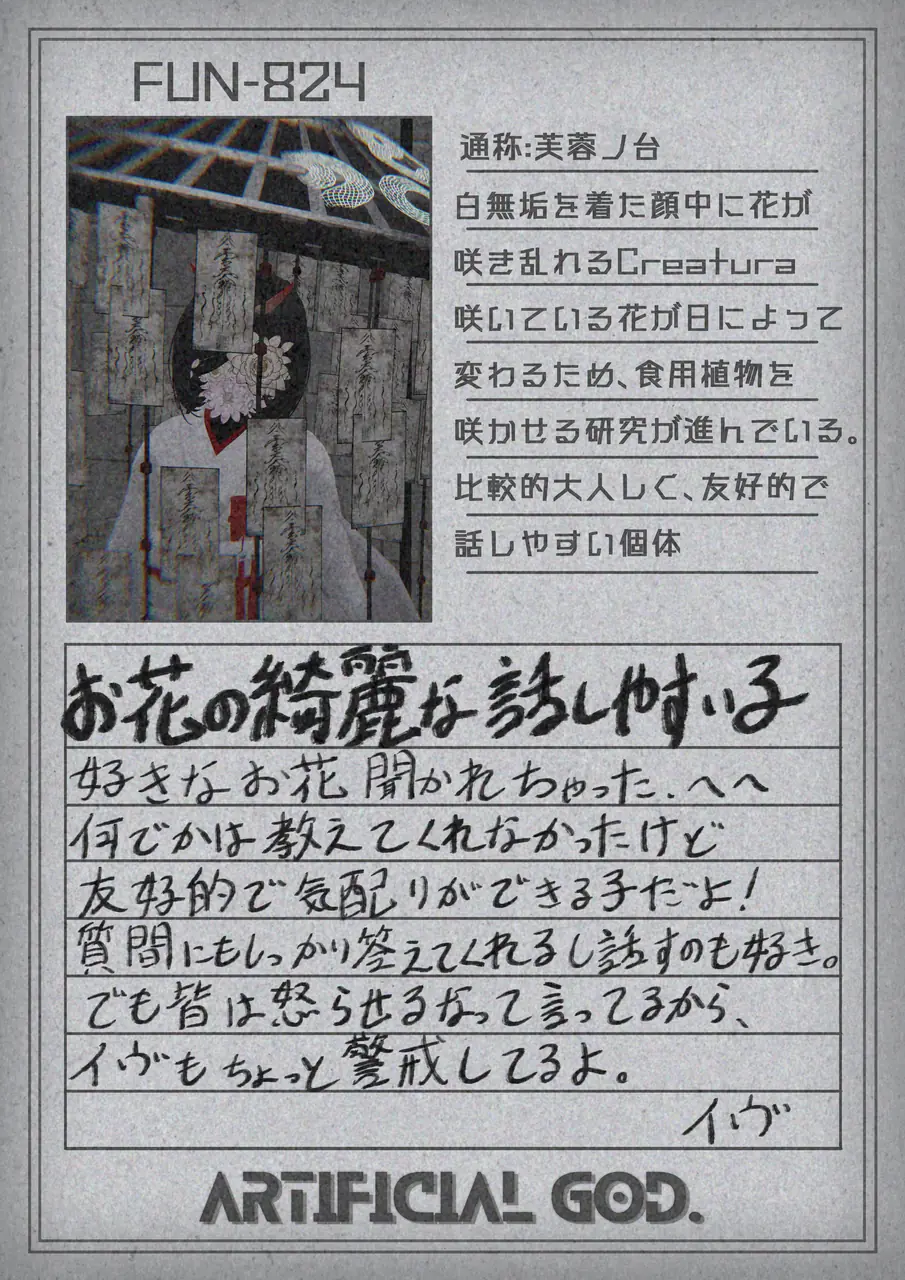 FUN-824
通称:芙蓉ノ台
白無垢を着た顔中に花が
咲き乱れるCreatura
咲いている花が日によって
変わるため、食用植物を
咲かせる研究が進んでいる。
比較的大人しく、友好的で
話しやすい個体
お花の綺麗な話しやすい子
好きなお花聞かれちゃった.へへ
何でかは教えてくれなかったけど
友好的で気配りができる子だよ!
質問にもしっかり答えてくれるし話すのも好き。
でも皆は怒らせるなって言ってるから、
イヴもちょっと警戒してるよ。
イヴ
ARTIFICIAL GOD.